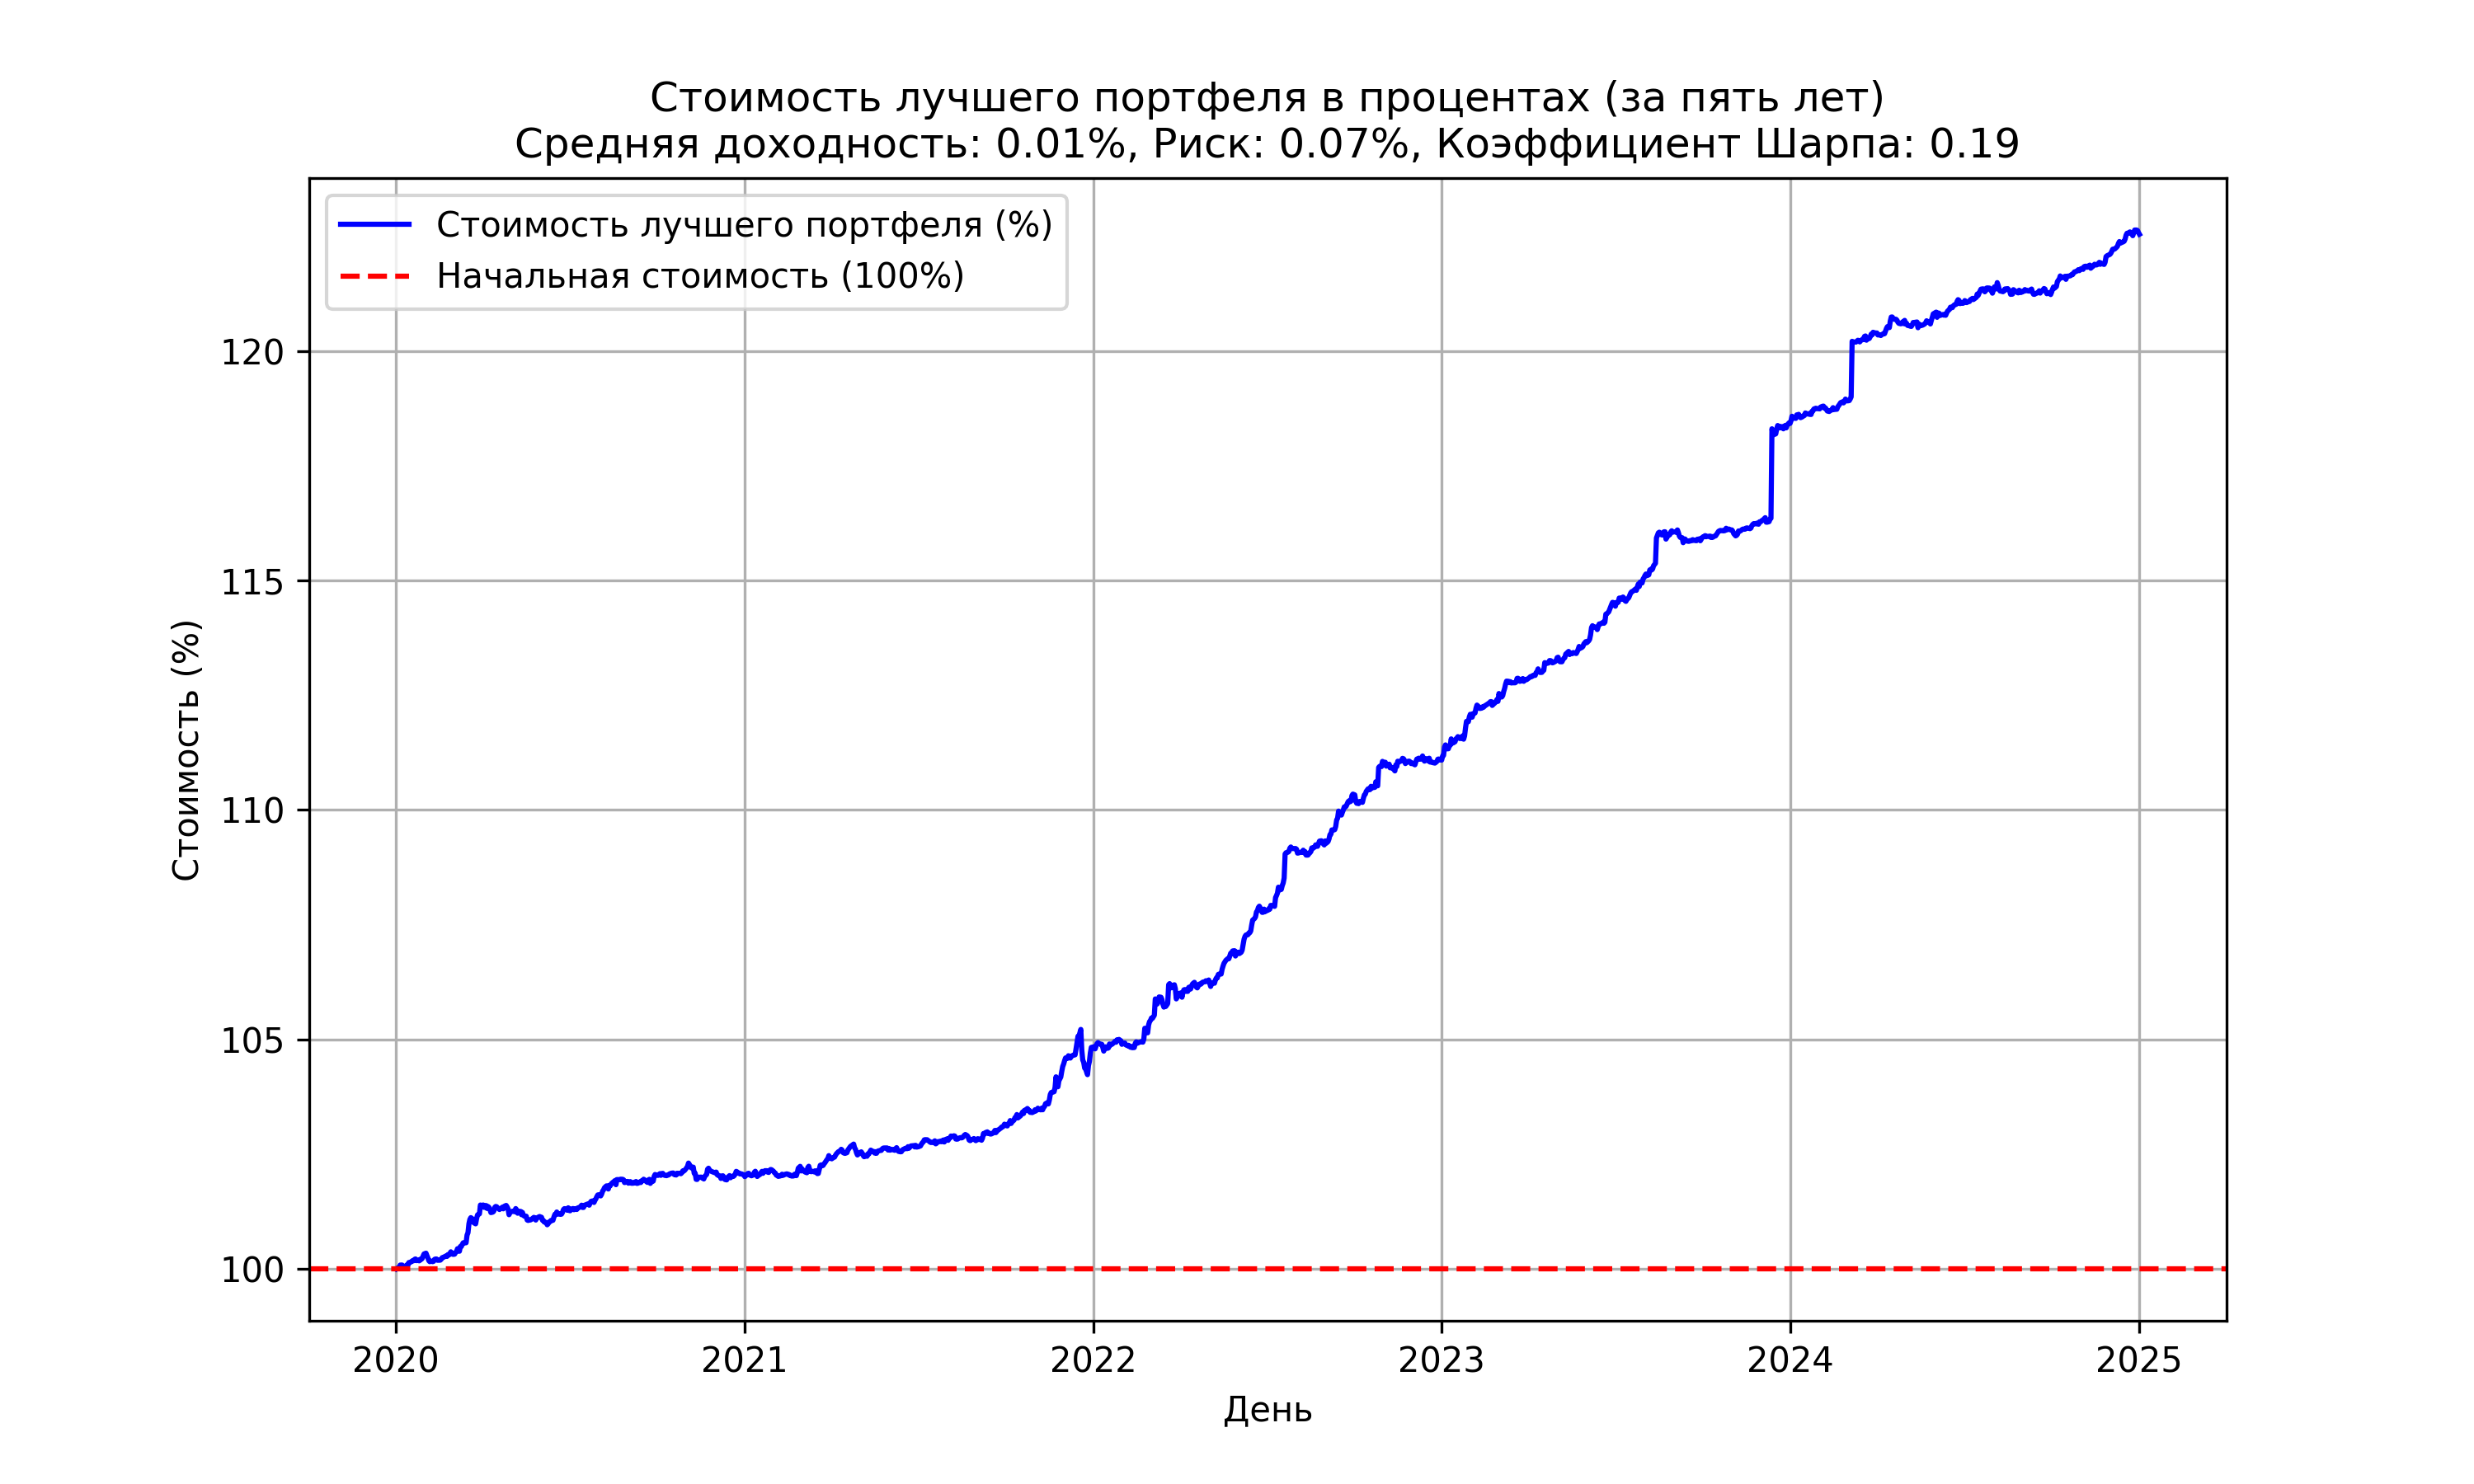 Стоимость лучшего портфеля в процентах (за пять лет)
Средняя доходность: 0.01%, Риск: 0.07%, Коэффициент Шарпа: 0.19
Стоимость лучшего портфеля (%)
Начальная стоимость (100%)
120
115
110
105
100
Стоимость (%)
2020 2021 2022 2023 2024 2025
День